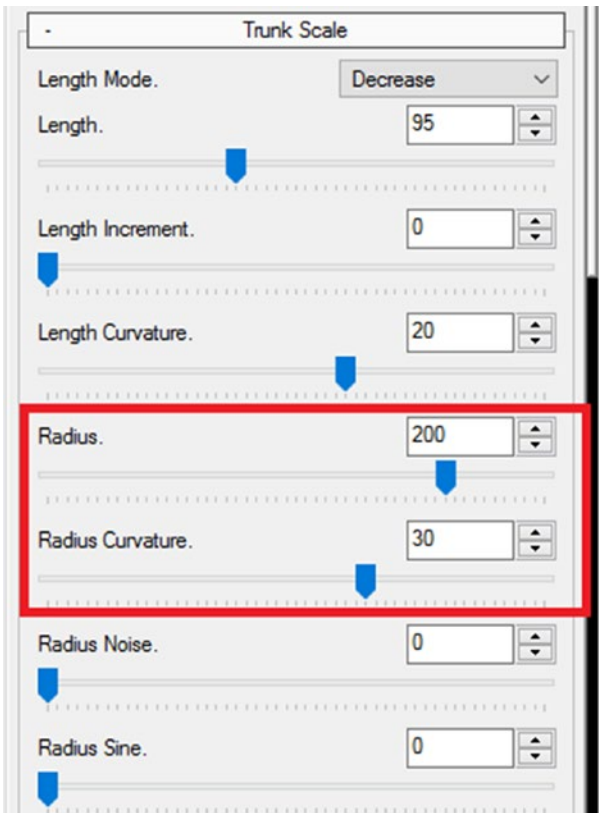 - Trunk Scale
Length Mode. Decrease
Length. 95
Length Increment. 0
Length Curvature. 20
Radius. 200
Radius Curvature. 30
Radius Noise. 0
Radius Sine. 0